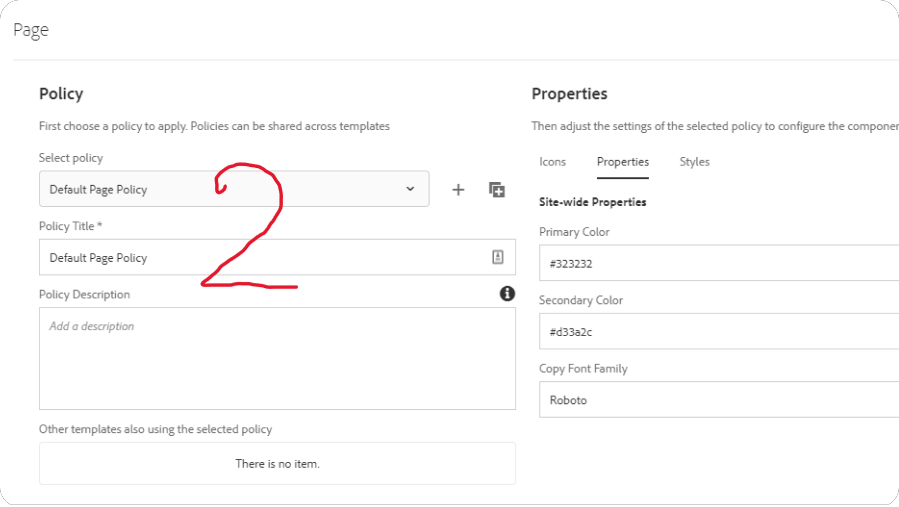 Page
Policy
First choose a policy to apply. Policies can be shared across templates
Select policy
Default Page Policy
2
Policy Title *
Default Page Policy
Policy Description
Add a description
Other templates also using the selected policy
There is no item.
Properties
Then adjust the settings of the selected policy to configure the componen
Icons Properties Styles
Site-wide Properties
Primary Color
#323232
Secondary Color
#d33a2c
Copy Font Family
Roboto